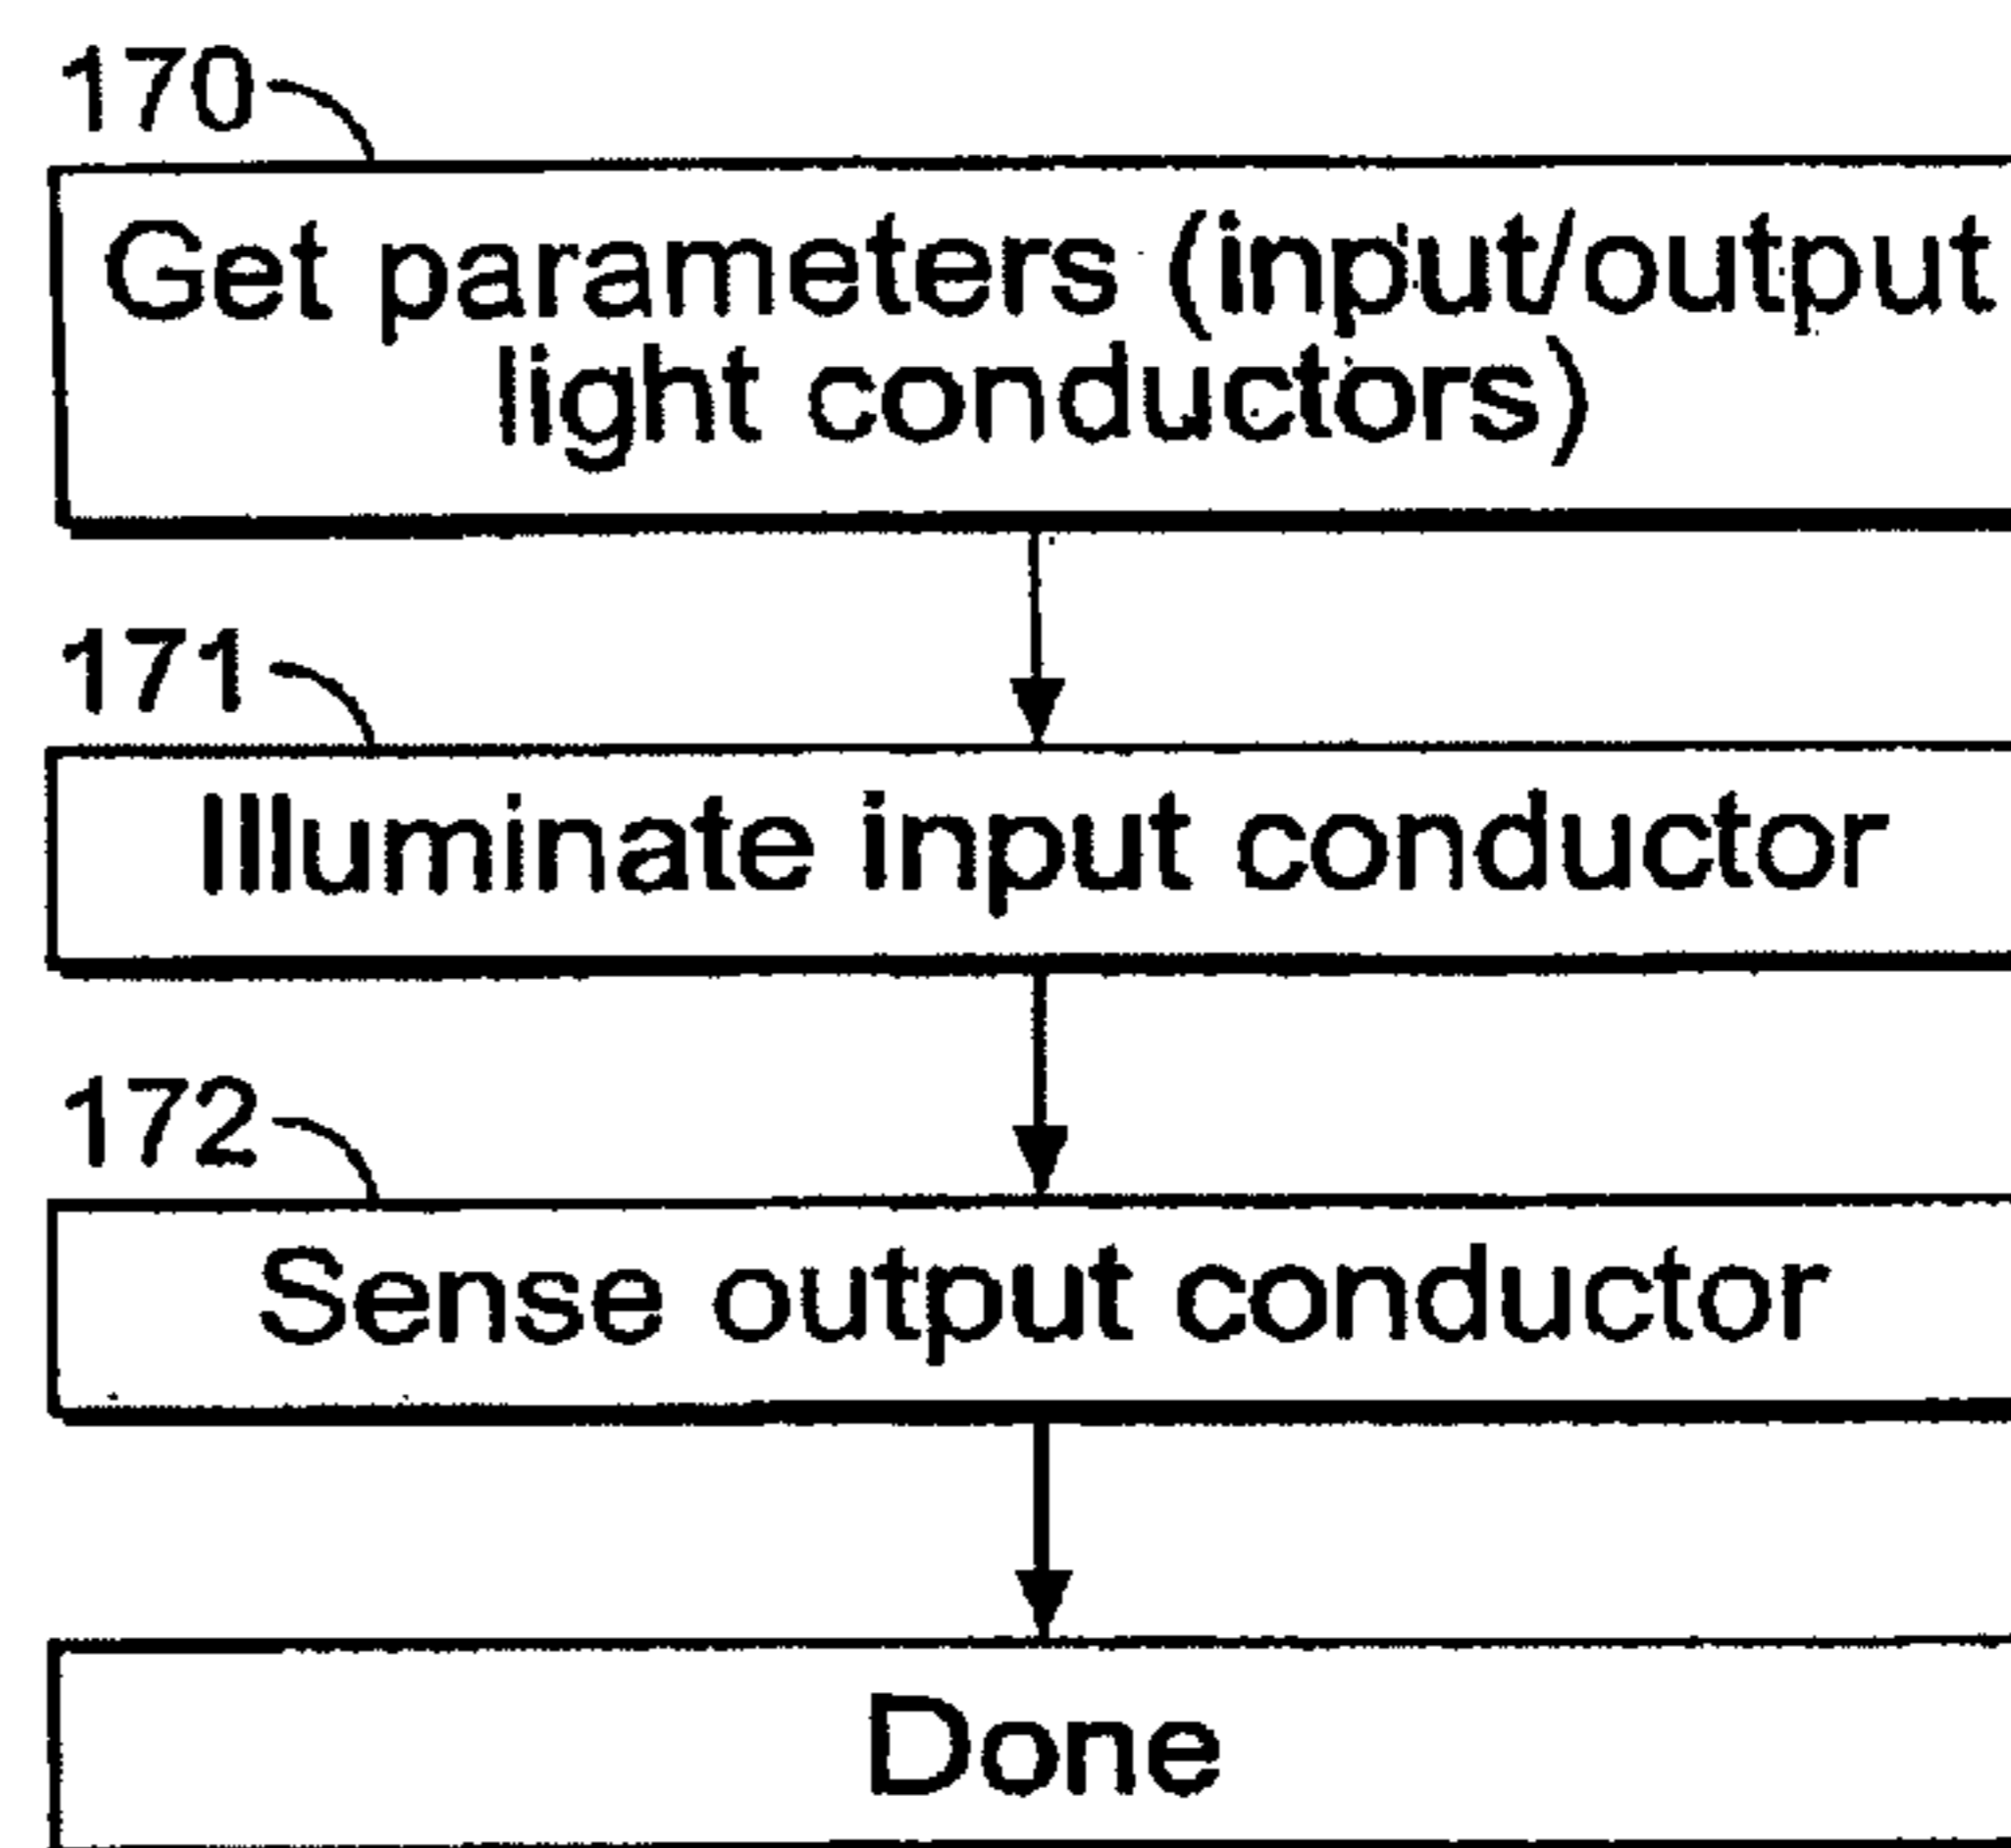 170
Get parameters (input/output
light conductors)
171
Illuminate input conductor
172
Sense output conductor
Done